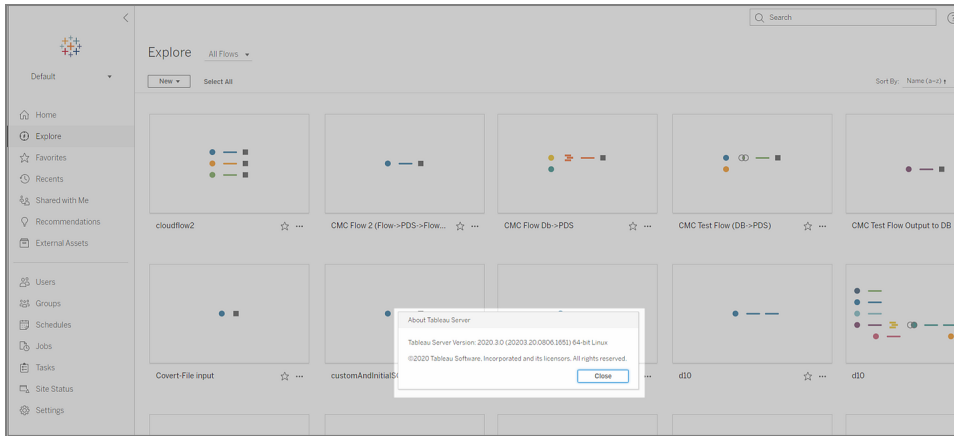 Search
Explore
All Flows
Default
New
Select All
Sort By: Name (a–z)
Home
Explore
Favorites
Recents
Shared with Me
Recommendations
External Assets
Users
Groups
Schedules
Jobs
Tasks
Site Status
Settings
cloudflow2
CMC Flow 2 (Flow->PDS->Flow...
CMC Flow Db->PDS
CMC Test Flow (DB->PDS)
CMC Test Flow Output to DB
About Tableau Server
Tableau Server Version: 2020.3.0 (20203.20.0806.1651) 64-bit Linux
©2020 Tableau Software, Incorporated and its licensors. All rights reserved.
Close
Covert-File input
d10
d10